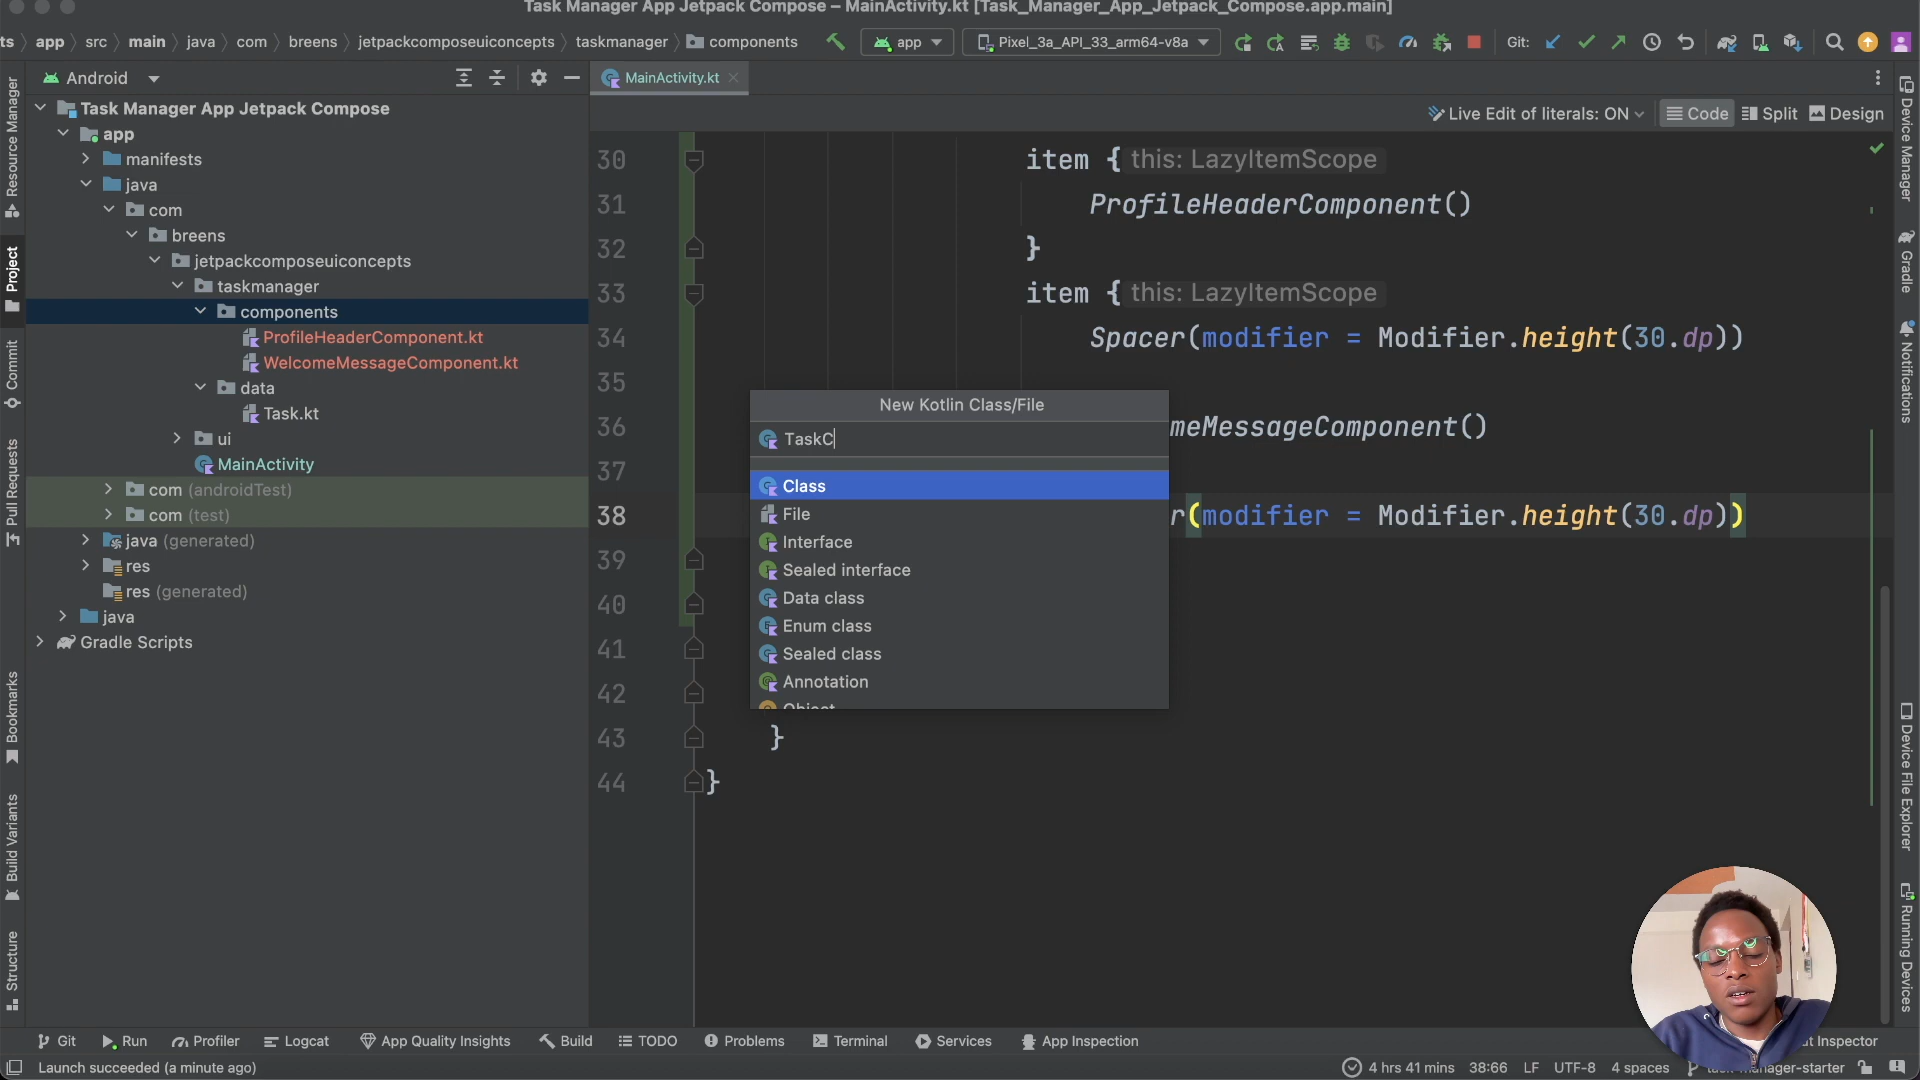 Task Manager App Jetpack Compose – MainActivity.kt [Task_Manager_App_Jetpack_Compose.app.main]
ts app src main java com breens jetpackcomposeuiconcepts taskmanager components
app
Pixel_3a_API_33_arm64-v8a
Git:
Android
MainActivity.kt
Live Edit of literals: ON
Code
Split
Design
Task Manager App Jetpack Compose
app
manifests
java
com
breens
jetpackcomposeuiconcepts
taskmanager
components
ProfileHeaderComponent.kt
WelcomeMessageComponent.kt
data
Task.kt
ui
MainActivity
com (androidTest)
com (test)
java (generated)
res
res (generated)
java
Gradle Scripts
30 item { this: LazyItemScope
31 ProfileHeaderComponent()
32 }
33 item { this: LazyItemScope
34 Spacer(modifier = Modifier.height(30.dp))
35
36 meMessageComponent()
37
38 r(modifier = Modifier.height(30.dp))
39
40
41
42
43 }
44 }
New Kotlin Class/File
TaskC
Class
File
Interface
Sealed interface
Data class
Enum class
Sealed class
Annotation
Object
Resource Manager
Project
Commit
Pull Requests
Bookmarks
Build Variants
Structure
Device Manager
Gradle
Notifications
Device File Explorer
Running Devices
Git
Run
Profiler
Logcat
App Quality Insights
Build
TODO
Problems
Terminal
Services
App Inspection
ut Inspector
Launch succeeded (a minute ago)
4 hrs 41 mins
38:66
LF
UTF-8
4 spaces
task-manager-starter